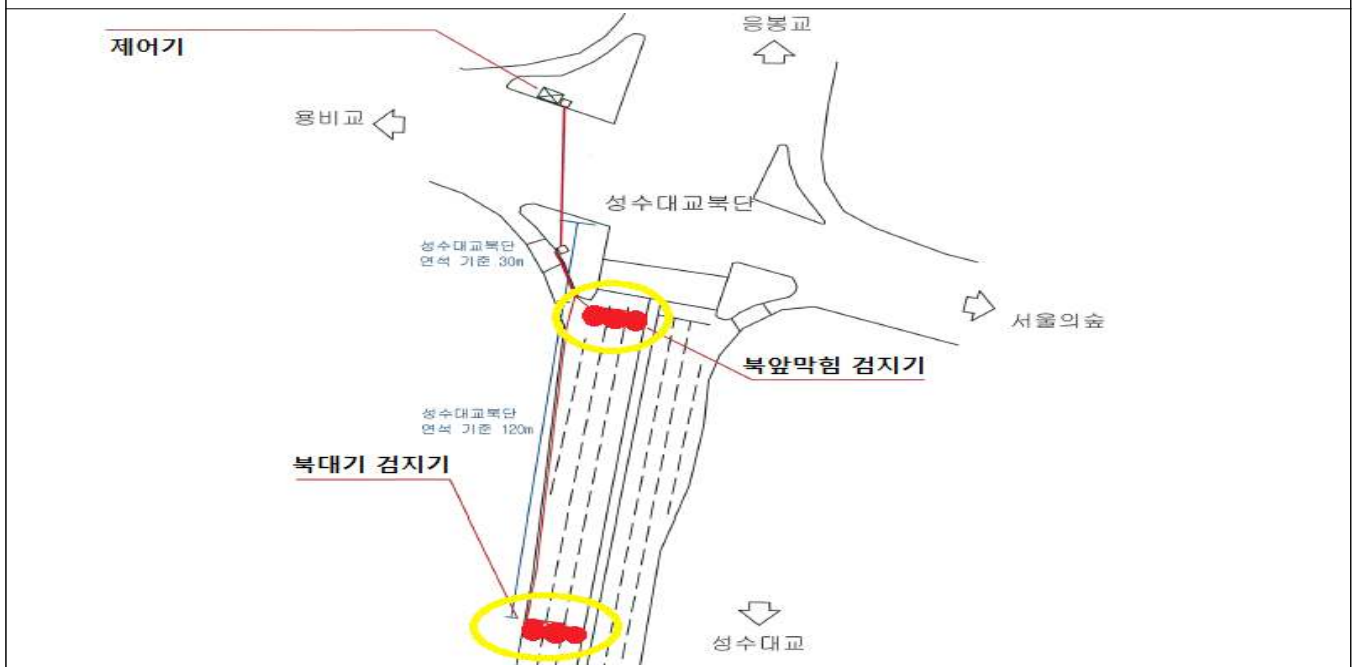 응봉교
제어기
용비교
성수대교북단
성수대교북단
연석 기준 30m
서울의숲
북앞막힘 검지기
성수대교북단
연석 기준 120m
북대기 검지기
성수대교